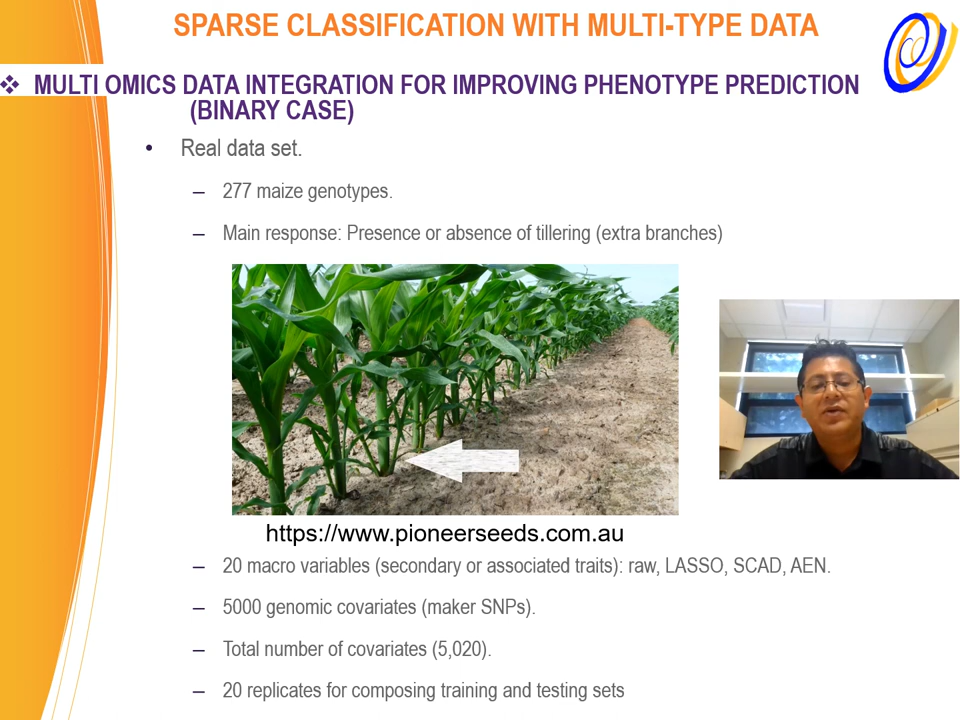 SPARSE CLASSIFICATION WITH MULTI-TYPE DATA
❖ MULTI OMICS DATA INTEGRATION FOR IMPROVING PHENOTYPE PREDICTION
(BINARY CASE)
• Real data set.
– 277 maize genotypes.
– Main response: Presence or absence of tillering (extra branches)
https://www.pioneerseeds.com.au
– 20 macro variables (secondary or associated traits): raw, LASSO, SCAD, AEN.
– 5000 genomic covariates (maker SNPs).
– Total number of covariates (5,020).
– 20 replicates for composing training and testing sets